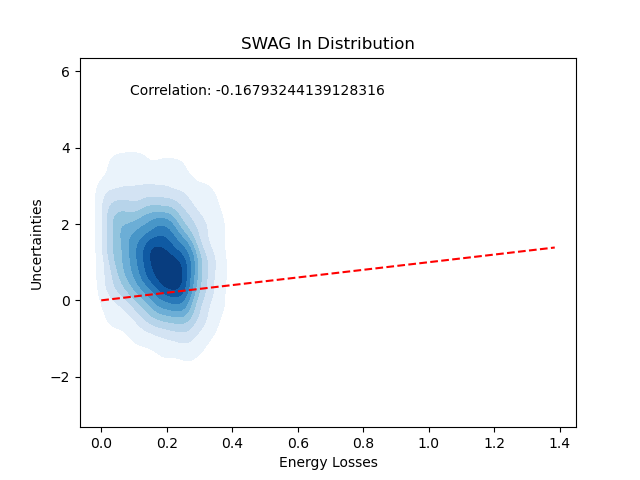 SWAG In Distribution
Correlation: -0.16793244139128316
Uncertainties
6
4
2
0
−2
0.0 0.2 0.4 0.6 0.8 1.0 1.2 1.4
Energy Losses